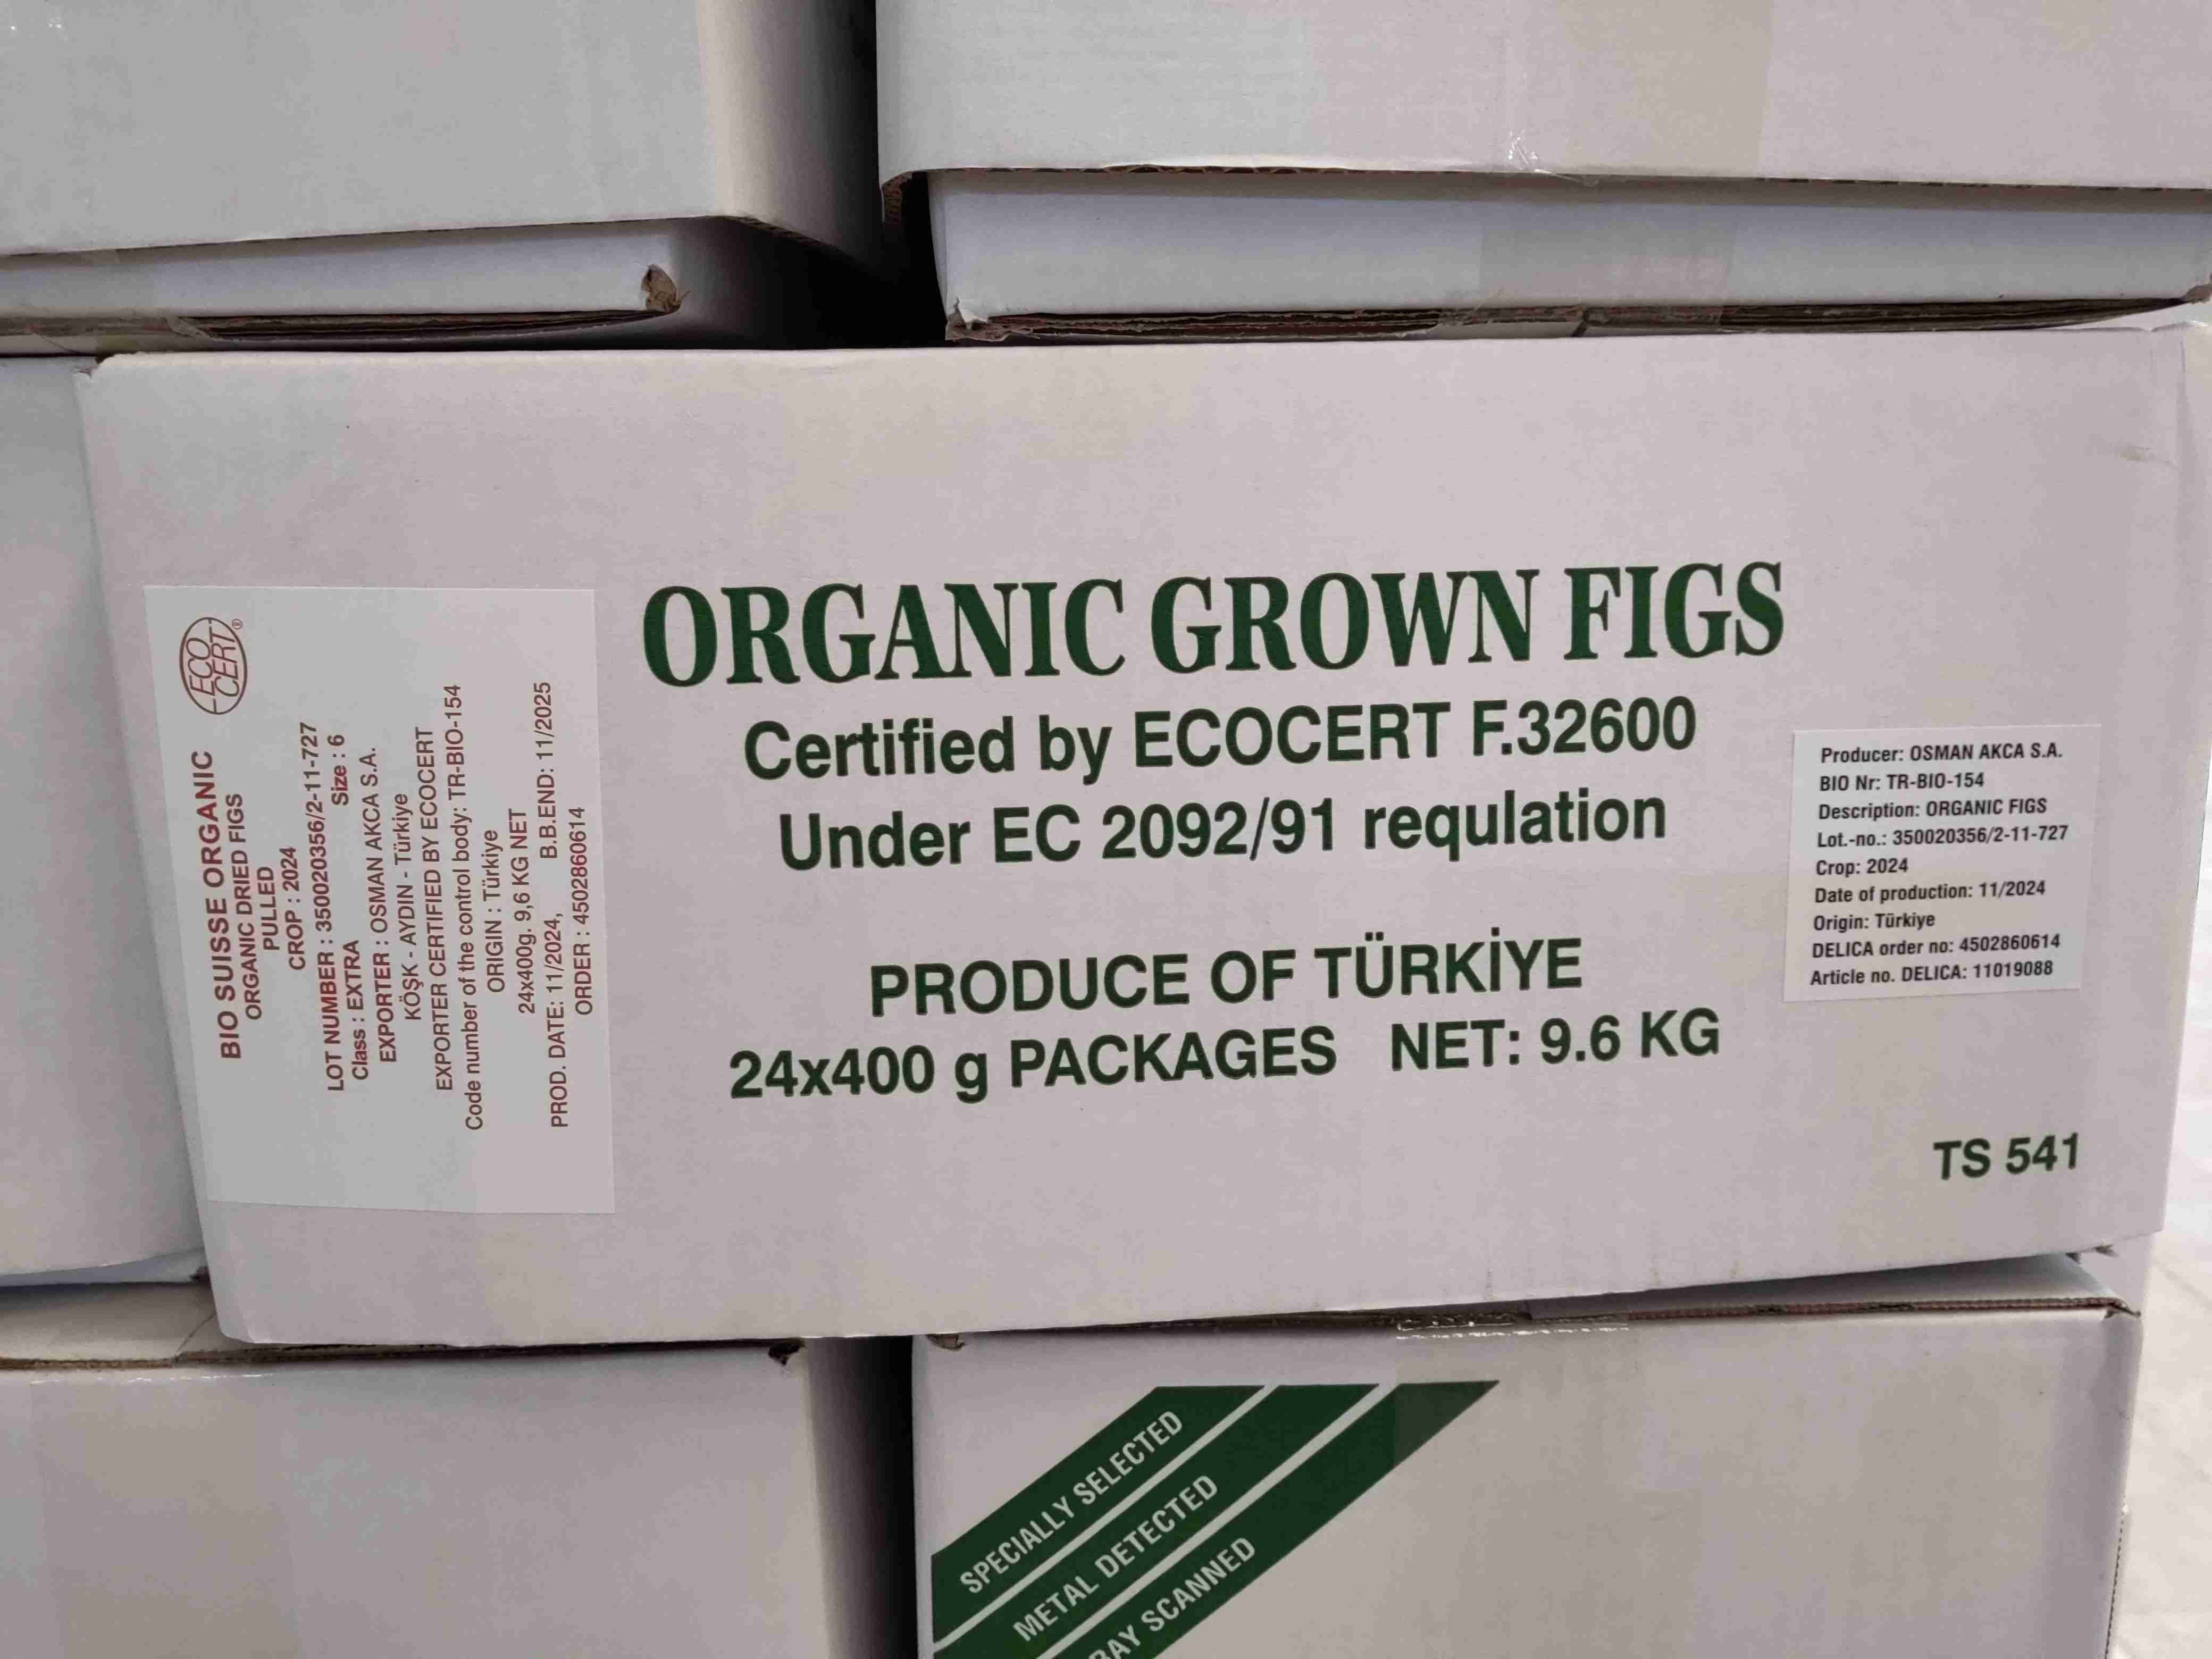 ECO
CERT®
BIO SUISSE ORGANIC
ORGANIC DRIED FIGS
PULLED
CROP : 2024
LOT NUMBER : 350020356/2-11-727
Class : EXTRA Size : 6
EXPORTER : OSMAN AKCA S.A.
KÖŞK - AYDIN - Türkiye
EXPORTER CERTIFIED BY ECOCERT
Code number of the control body: TR-BIO-154
ORIGIN : Türkiye
24x400g. 9,6 KG NET
PROD. DATE: 11/2024, B.B.END: 11/2025
ORDER : 4502860614
ORGANIC GROWN FIGS
Certified by ECOCERT F.32600
Under EC 2092/91 requlation
PRODUCE OF TÜRKİYE
24x400 g PACKAGES NET: 9.6 KG
Producer: OSMAN AKCA S.A.
BIO Nr: TR-BIO-154
Description: ORGANIC FIGS
Lot.-no.: 350020356/2-11-727
Crop: 2024
Date of production: 11/2024
Origin: Türkiye
DELICA order no: 4502860614
Article no. DELICA: 11019088
TS 541
SPECIALLY SELECTED
METAL DETECTED
RAY SCANNED